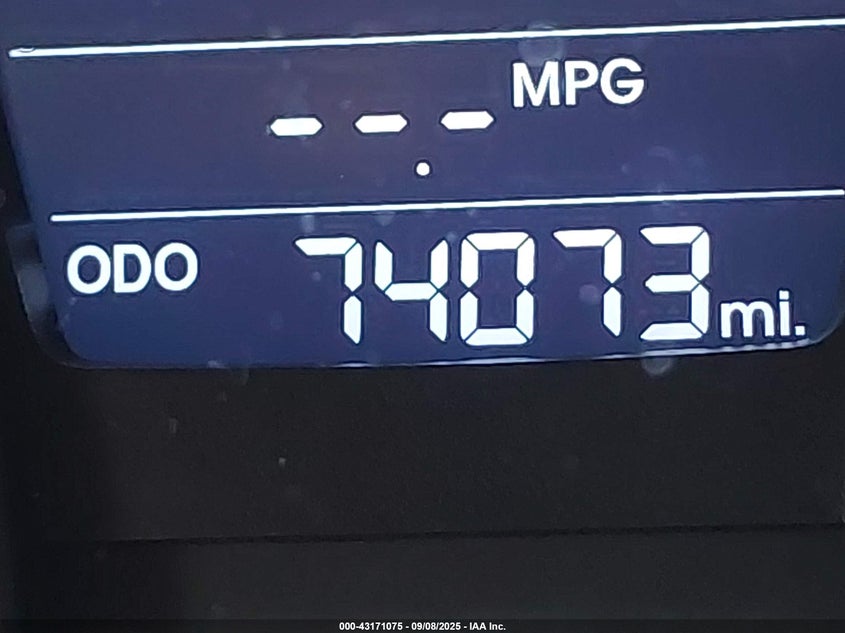 MPG
--.-
ODO 74073 mi.
000-43171075 - 09/08/2025 - IAA Inc.